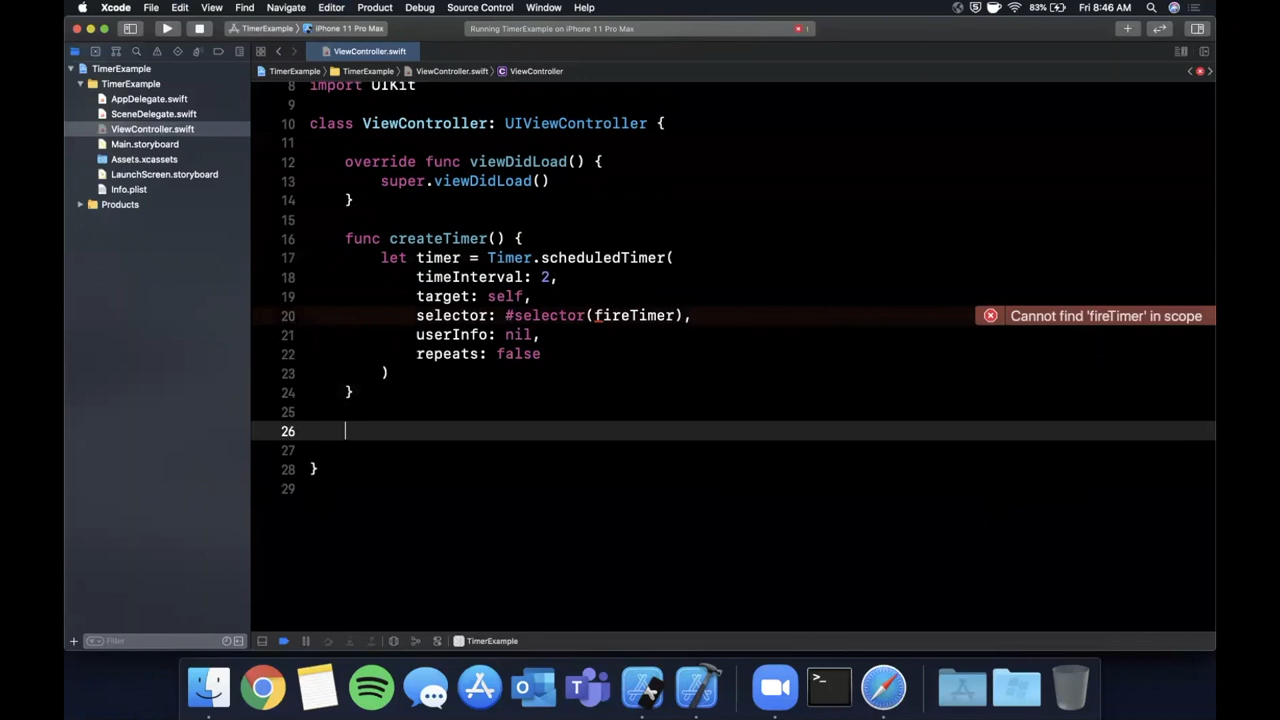 Xcode File Edit View Find Navigate Editor Product Debug Source Control Window Help 83% Fri 8:46 AM
TimerExample iPhone 11 Pro Max Running TimerExample on iPhone 11 Pro Max 1
ViewController.swift
TimerExample TimerExample ViewController.swift C ViewController
TimerExample
TimerExample
AppDelegate.swift
SceneDelegate.swift
ViewController.swift
Main.storyboard
Assets.xcassets
LaunchScreen.storyboard
Info.plist
Products
8 import UIKit
9
10 class ViewController: UIViewController {
11
12 override func viewDidLoad() {
13 super.viewDidLoad()
14 }
15
16 func createTimer() {
17 let timer = Timer.scheduledTimer(
18 timeInterval: 2,
19 target: self,
20 selector: #selector(fireTimer), Cannot find 'fireTimer' in scope
21 userInfo: nil,
22 repeats: false
23 )
24 }
25
26
27
28 }
29
Filter
TimerExample